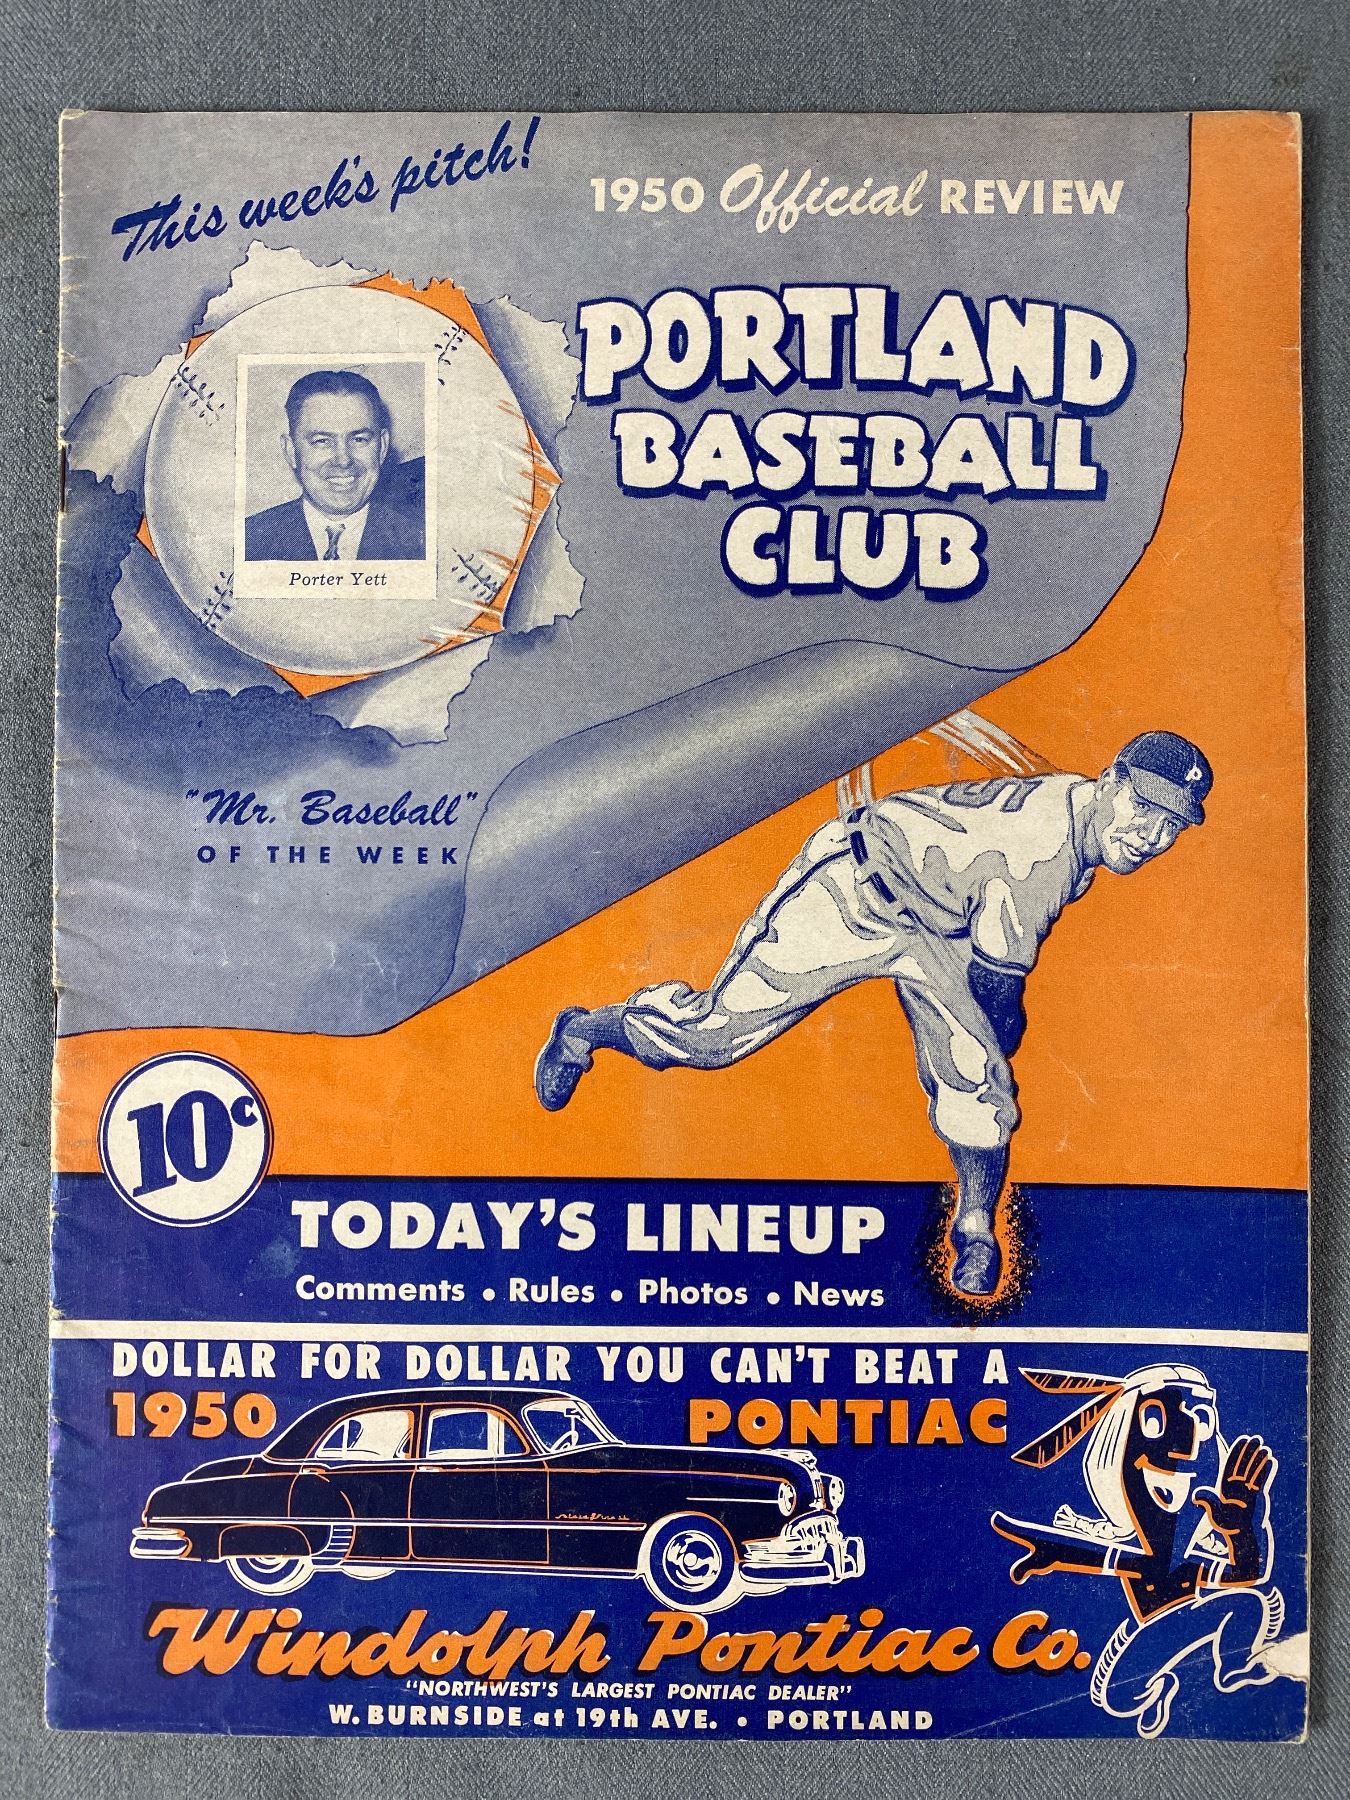 This week's pitch!
1950 Official REVIEW
PORTLAND
BASEBALL
CLUB
Porter Yett
"Mr. Baseball"
OF THE WEEK
P
10c
TODAY'S LINEUP
Comments • Rules • Photos • News
DOLLAR FOR DOLLAR YOU CAN'T BEAT A
1950 PONTIAC
Windolph Pontiac Co.
"NORTHWEST'S LARGEST PONTIAC DEALER"
W. BURNSIDE at 19th AVE. • PORTLAND